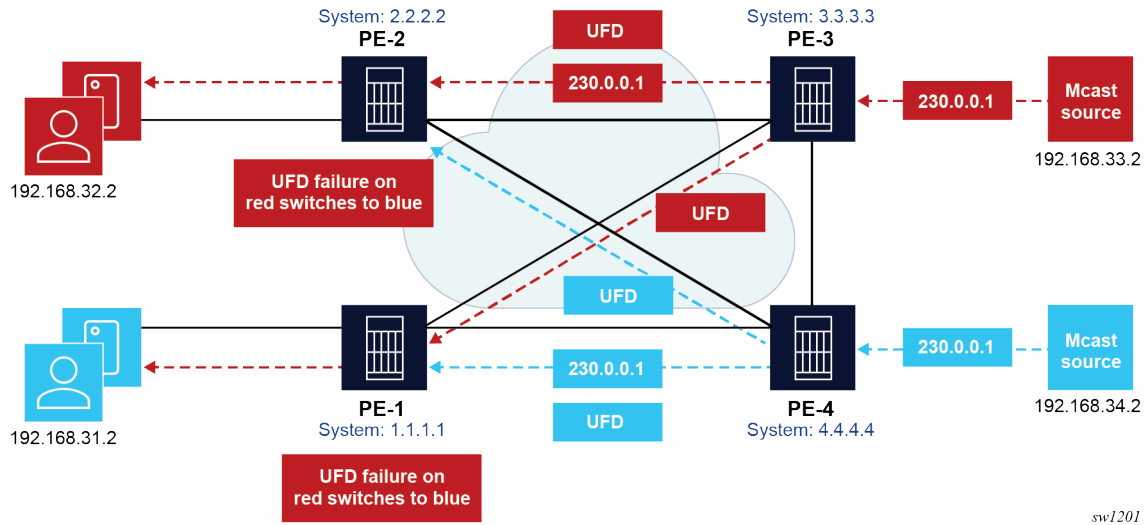 System: 2.2.2.2
PE-2
UFD
System: 3.3.3.3
PE-3
230.0.0.1
230.0.0.1
Mcast
source
192.168.33.2
192.168.32.2
UFD failure on
red switches to blue
UFD
UFD
192.168.31.2
PE-1
System: 1.1.1.1
230.0.0.1
UFD
PE-4
System: 4.4.4.4
230.0.0.1
Mcast
source
192.168.34.2
UFD failure on
red switches to blue
sw1201